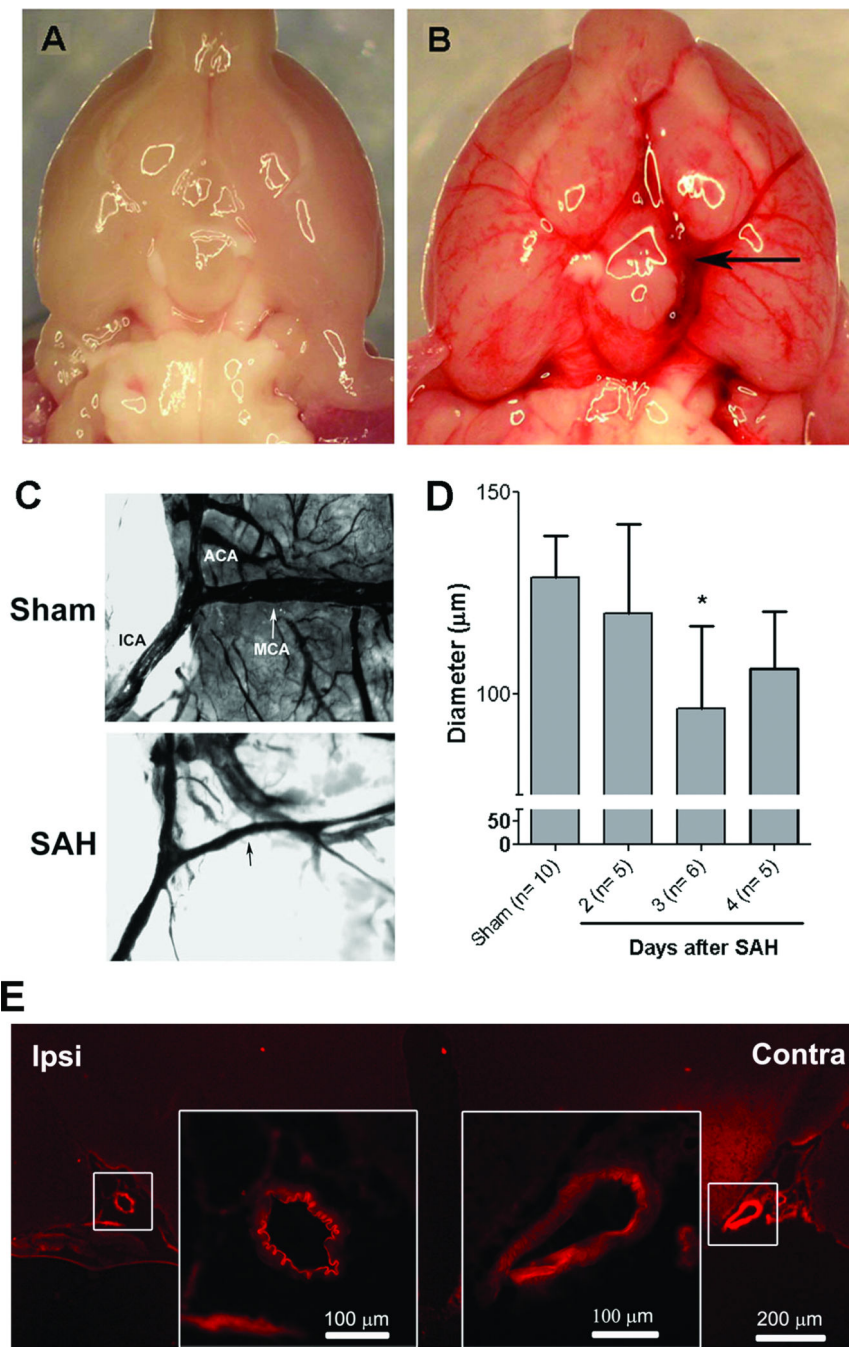 A
B
C
Sham
ACA
ICA
MCA
SAH
D
150
100
50
0
Diameter (µm)
*
Sham (n= 10)
2 (n= 5)
3 (n= 6)
4 (n= 5)
Days after SAH
E
Ipsi
Contra
100 µm
100 µm
200 µm